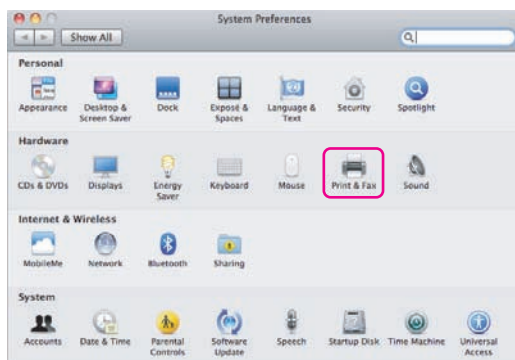 System Preferences
Show All
Personal
Appearance Desktop & Screen Saver Dock Exposé & Spaces Language & Text Security Spotlight
Hardware
CDs & DVDs Displays Energy Saver Keyboard Mouse Print & Fax Sound
Internet & Wireless
MobileMe Network Bluetooth Sharing
System
Accounts Date & Time Parental Controls Software Update Speech Startup Disk Time Machine Universal Access